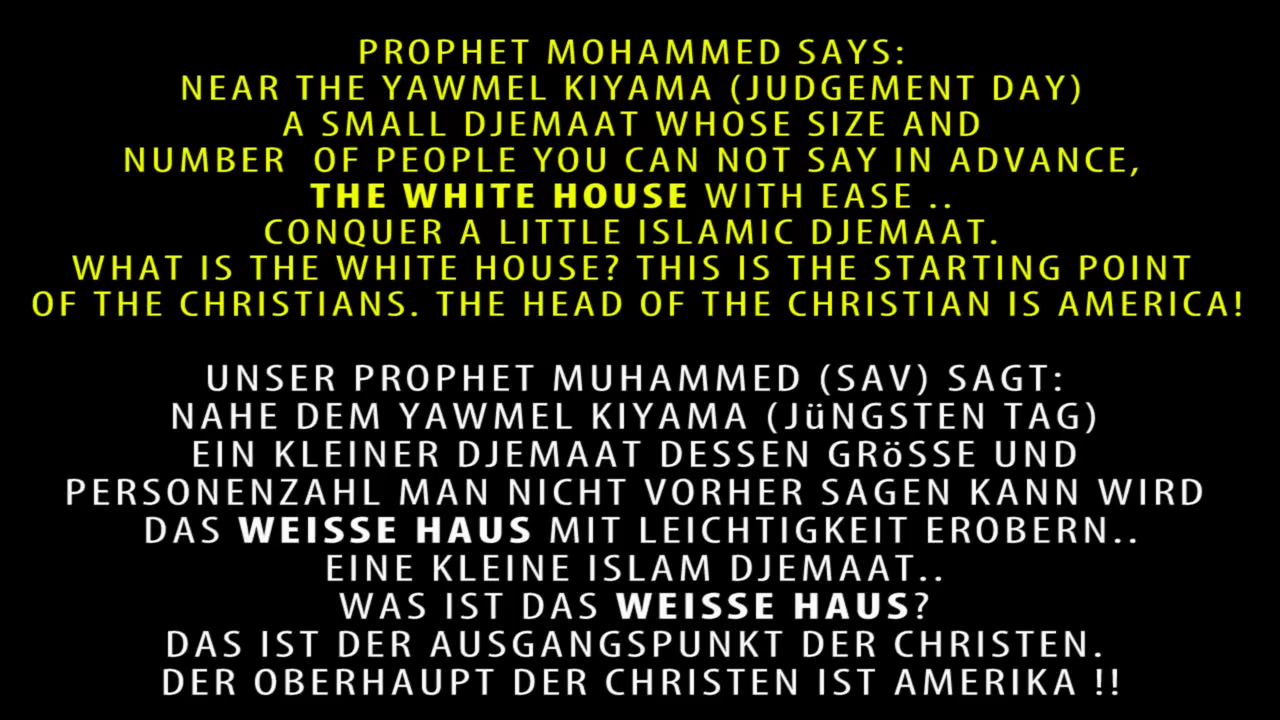 PROPHET MOHAMMED SAYS:
NEAR THE YAWMEL KIYAMA (JUDGEMENT DAY)
A SMALL DJEMAAT WHOSE SIZE AND
NUMBER OF PEOPLE YOU CAN NOT SAY IN ADVANCE,
THE WHITE HOUSE WITH EASE ..
CONQUER A LITTLE ISLAMIC DJEMAAT.
WHAT IS THE WHITE HOUSE? THIS IS THE STARTING POINT
OF THE CHRISTIANS. THE HEAD OF THE CHRISTIAN IS AMERICA!
UNSER PROPHET MUHAMMED (SAV) SAGT:
NAHE DEM YAWMEL KIYAMA (JüNGSTEN TAG)
EIN KLEINER DJEMAAT DESSEN GRöSSE UND
PERSONENZAHL MAN NICHT VORHER SAGEN KANN WIRD
DAS WEISSE HAUS MIT LEICHTIGKEIT EROBERN..
EINE KLEINE ISLAM DJEMAAT..
WAS IST DAS WEISSE HAUS?
DAS IST DER AUSGANGSPUNKT DER CHRISTEN.
DER OBERHAUPT DER CHRISTEN IST AMERIKA !!